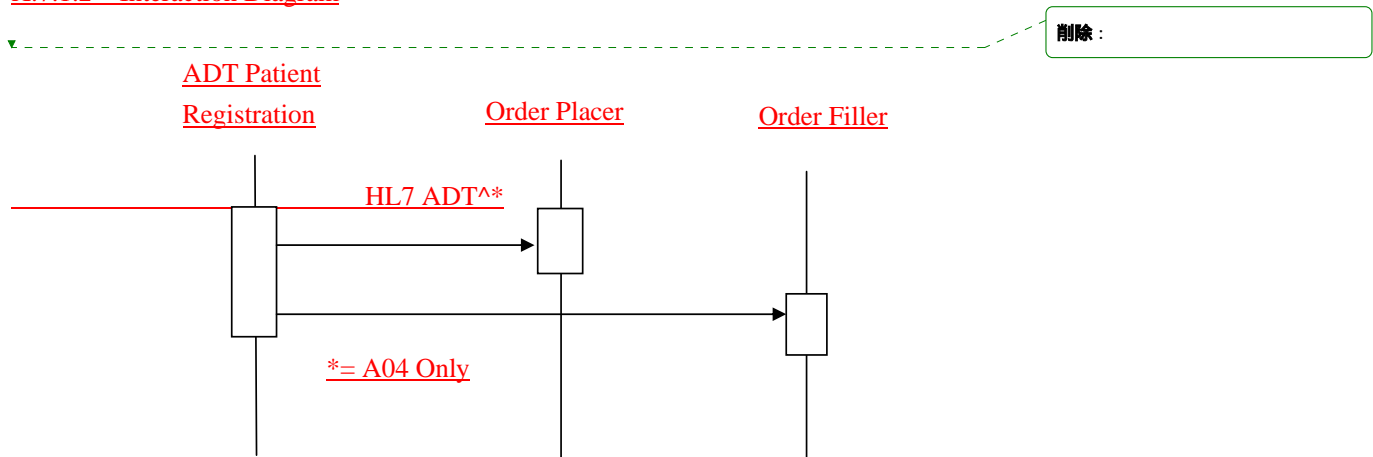 削除 :
ADT Patient
Registration
Order Placer
Order Filler
HL7 ADT^*
*= A04 Only